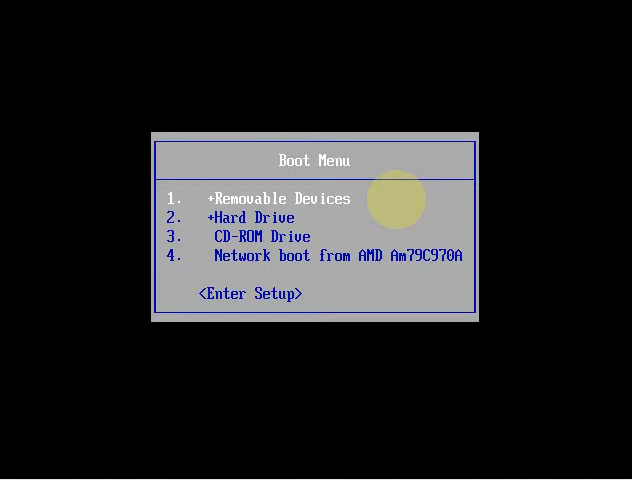 Boot Menu
1. +Removable Devices
2. +Hard Drive
3. CD-ROM Drive
4. Network boot from AMD Am79C970A
<Enter Setup>